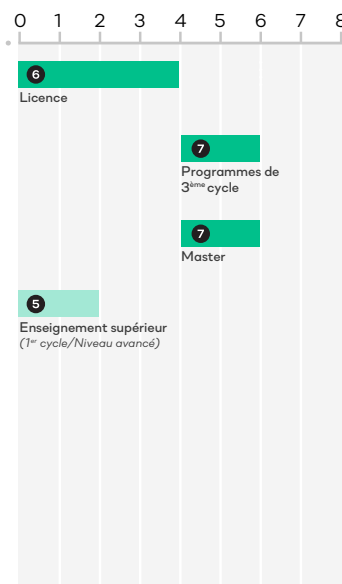 0 1 2 3 4 5 6 7 8
6
Licence
7
Programmes de
3ème cycle
7
Master
5
Enseignement supérieur
(1er cycle/Niveau avancé)